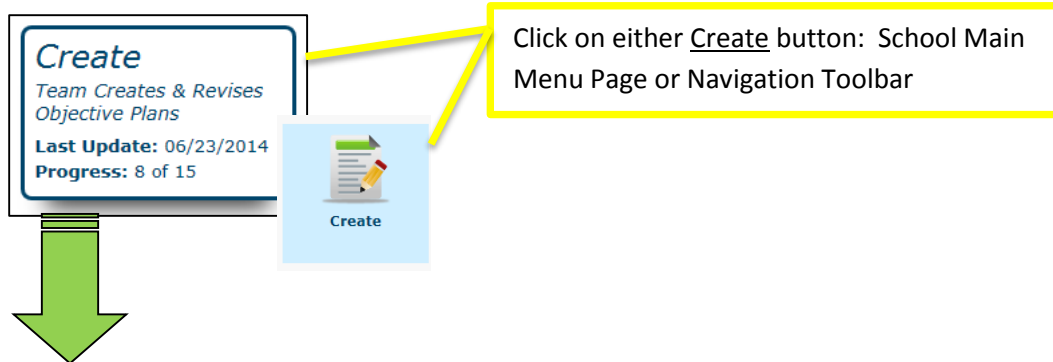 Create
Team Creates & Revises
Objective Plans
Last Update: 06/23/2014
Progress: 8 of 15
Create
Click on either Create button:  School Main
Menu Page or Navigation Toolbar